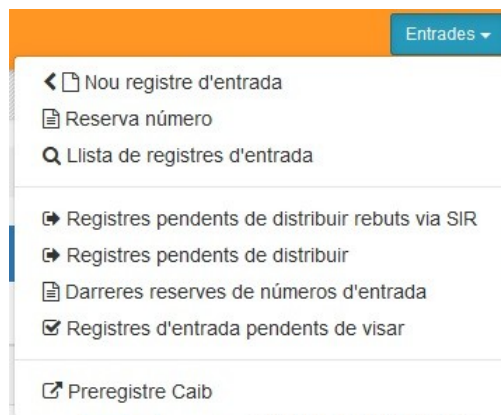 Entrades
Nou registre d'entrada
Reserva número
Llista de registres d'entrada
Registres pendents de distribuir rebuts via SIR
Registres pendents de distribuir
Darreres reserves de números d'entrada
Registres d'entrada pendents de visar
Preregistre Caib